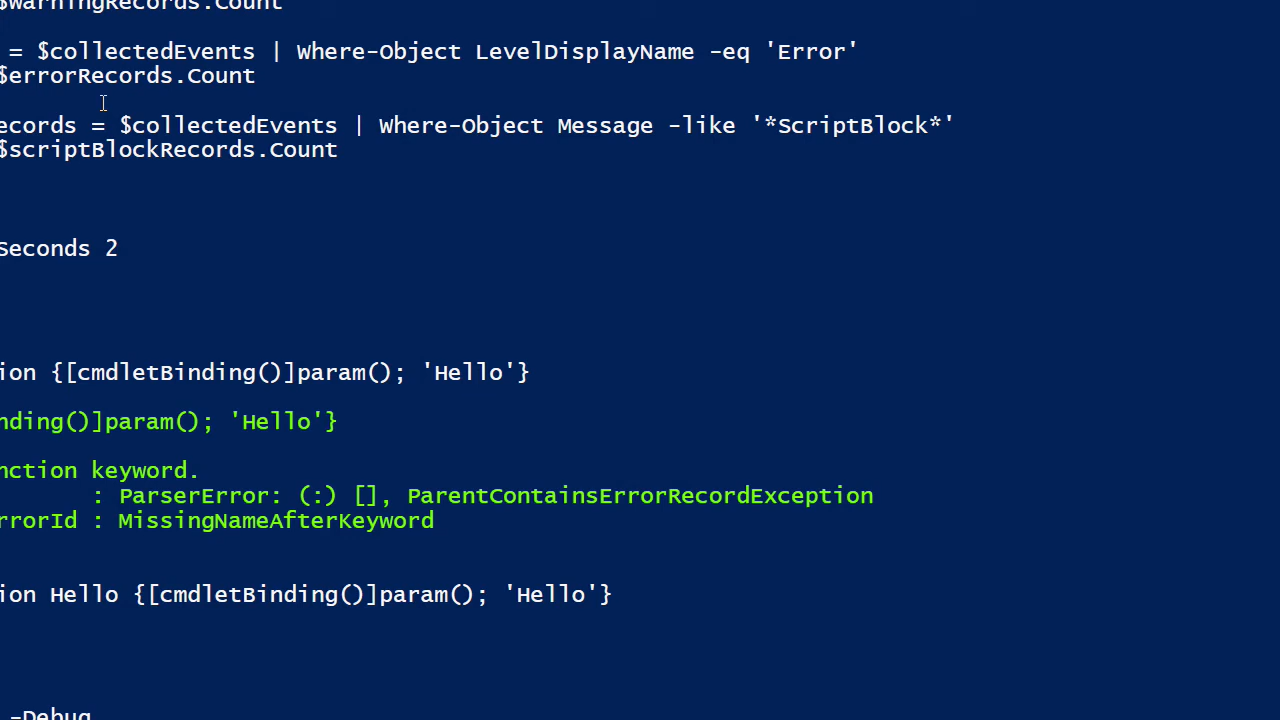 $WarningRecords.Count
= $collectedEvents | Where-Object LevelDisplayName -eq 'Error'
$errorRecords.Count
ecords = $collectedEvents | Where-Object Message -like '*ScriptBlock*'
$scriptBlockRecords.Count
Seconds 2
ion {[cmdletBinding()]param(); 'Hello'}
nding()]param(); 'Hello'}
nction keyword.
: ParserError: (:) [], ParentContainsErrorRecordException
rrorId : MissingNameAfterKeyword
ion Hello {[cmdletBinding()]param(); 'Hello'}
-Debug